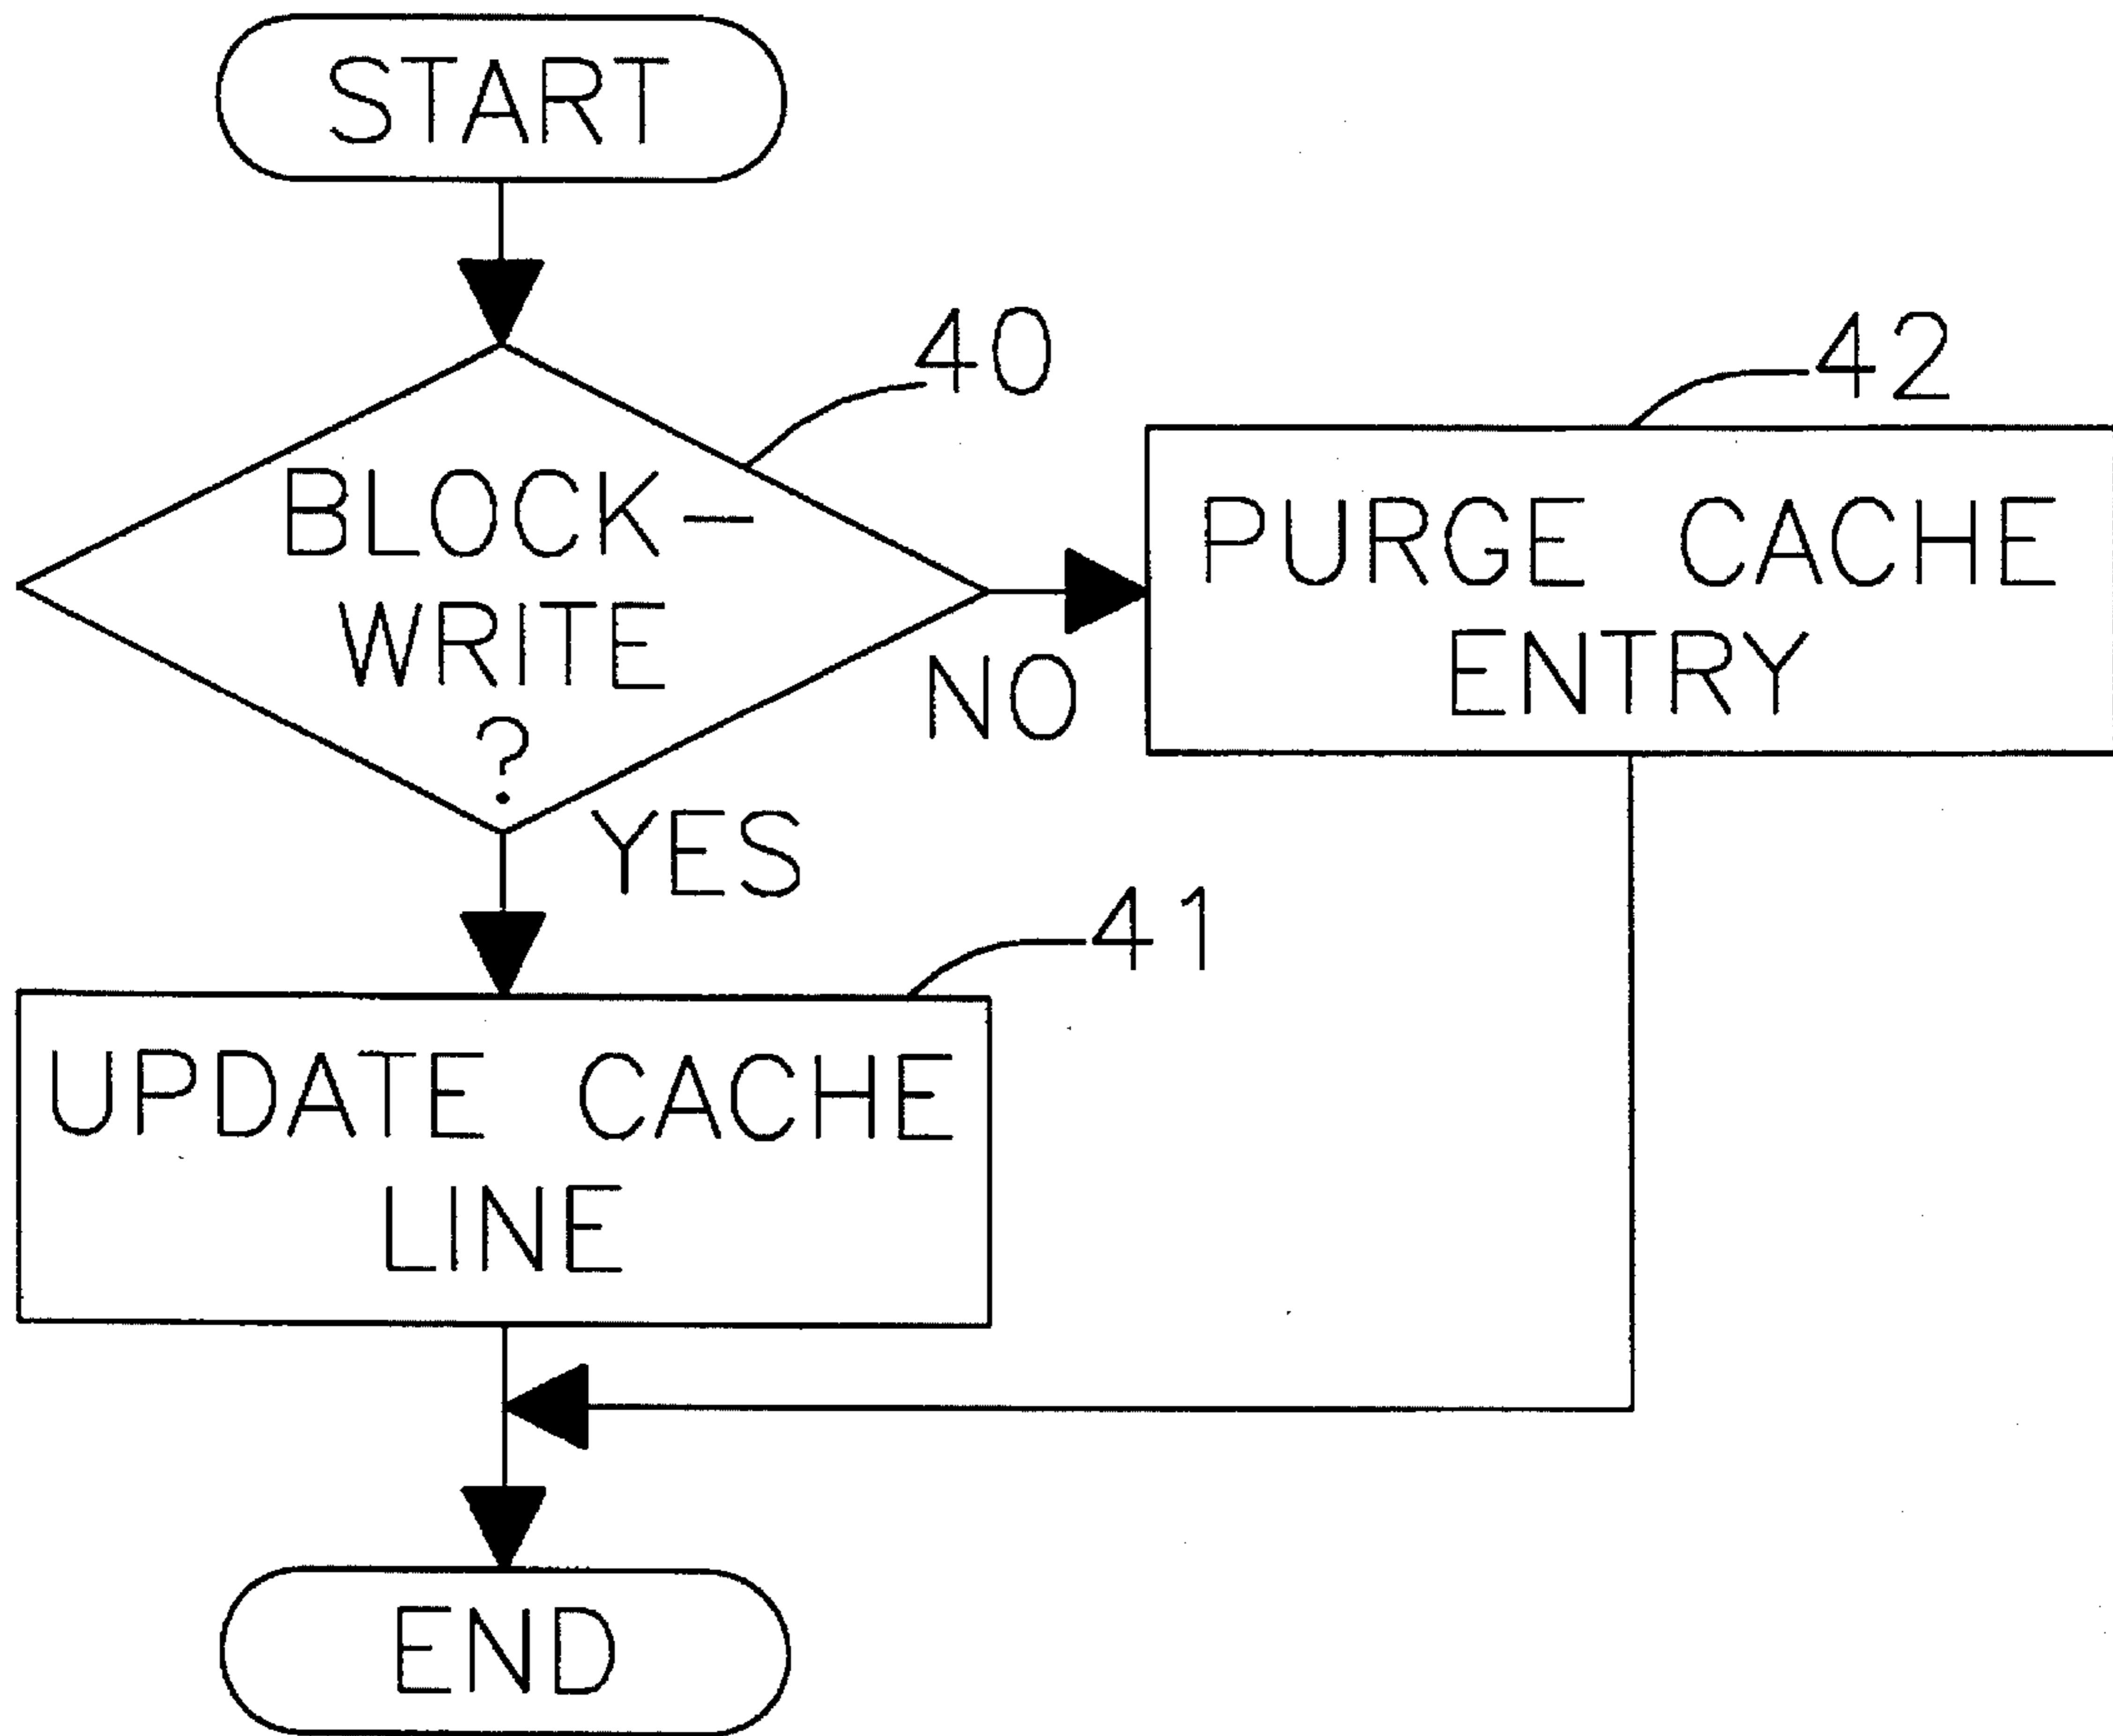 START
40
BLOCK-
WRITE
?
NO
42
PURGE CACHE
ENTRY
YES
41
UPDATE CACHE
LINE
END